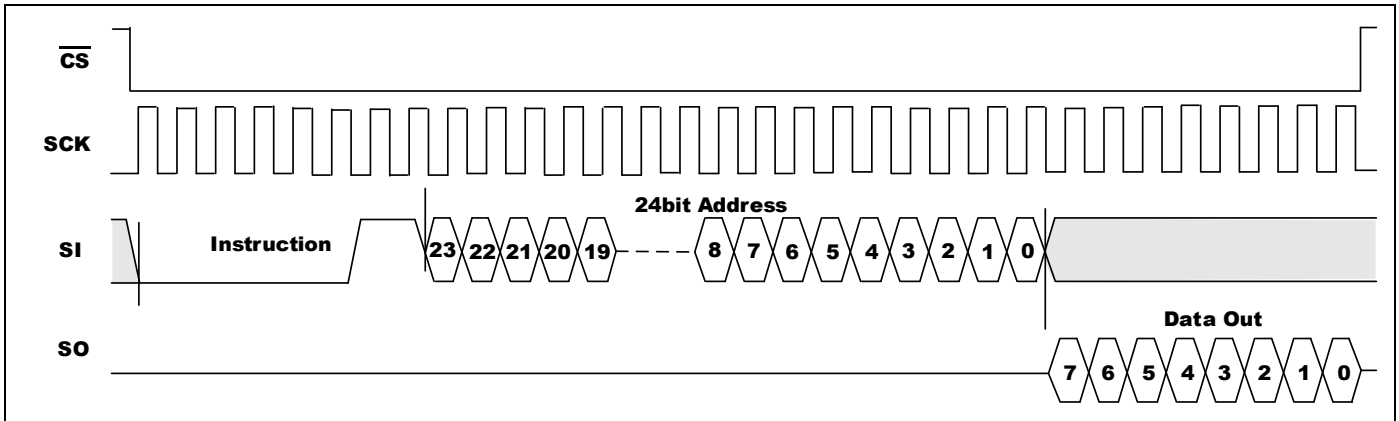 CS
SCK
24bit Address
SI Instruction 23 22 21 20 19 8 7 6 5 4 3 2 1 0
Data Out
SO 7 6 5 4 3 2 1 0